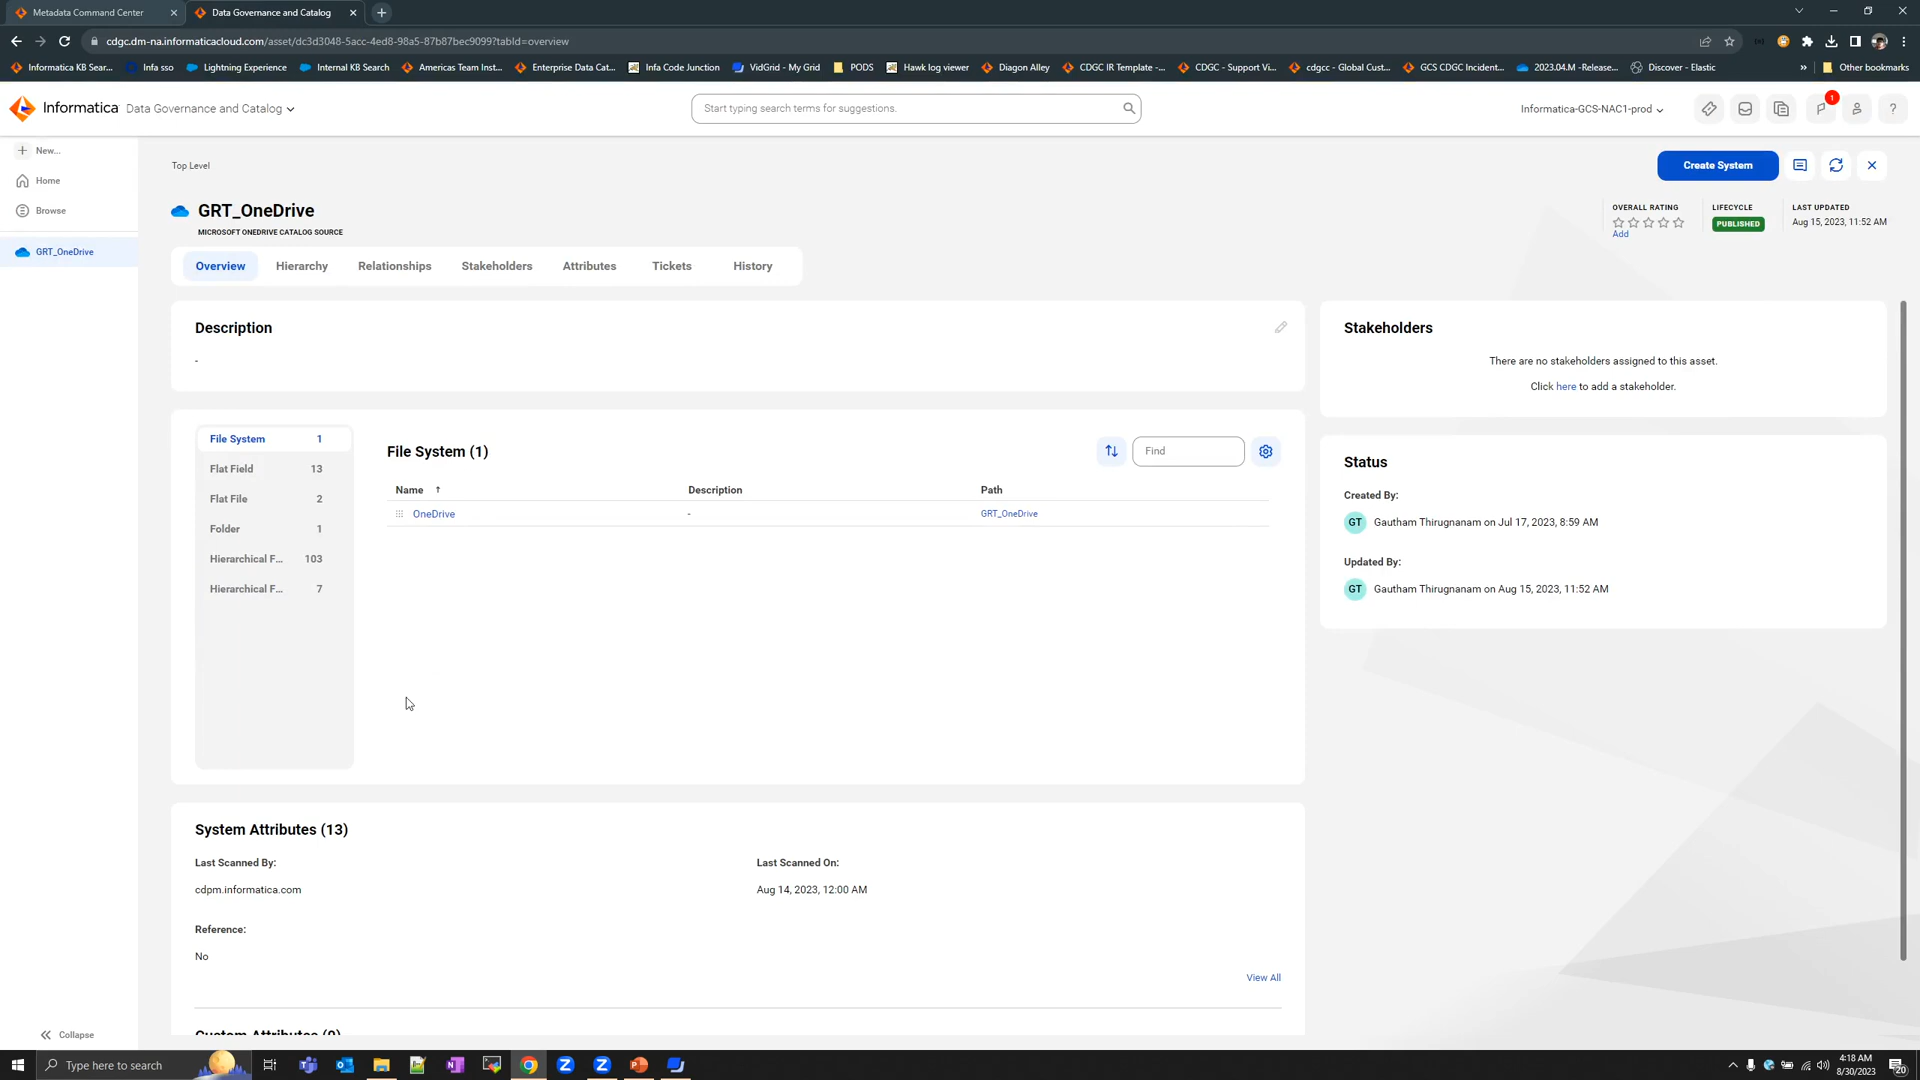 Metadata Command Center
Data Governance and Catalog
cdgc.dm-na.informaticacloud.com/asset/dc3d3048-5acc-4ed8-98a5-87b87bec9099?tabId=overview
Informatica KB Sear...
Infa sso
Lightning Experience
Internal KB Search
Americas Team Inst...
Enterprise Data Cat...
Infa Code Junction
VidGrid - My Grid
PODS
Hawk log viewer
Diagon Alley
CDGC IR Template -...
CDGC - Support Vi...
cdgcc - Global Cust...
GCS CDGC Incident...
2023.04.M -Release...
Discover - Elastic
»
Other bookmarks
Informatica Data Governance and Catalog
Start typing search terms for suggestions.
Informatica-GCS-NAC1-prod
1
?
New...
Home
Browse
GRT_OneDrive
Collapse
Top Level
Create System
GRT_OneDrive
MICROSOFT ONEDRIVE CATALOG SOURCE
OVERALL RATING
Add
LIFECYCLE
PUBLISHED
LAST UPDATED
Aug 15, 2023, 11:52 AM
Overview Hierarchy Relationships Stakeholders Attributes Tickets History
Description
-
File System 1
Flat Field 13
Flat File 2
Folder 1
Hierarchical F... 103
Hierarchical F... 7
File System (1)
Find
Name ↑ Description Path
OneDrive - GRT_OneDrive
System Attributes (13)
Last Scanned By:
cdpm.informatica.com
Last Scanned On:
Aug 14, 2023, 12:00 AM
Reference:
No
View All
Custom Attributes (0)
Stakeholders
There are no stakeholders assigned to this asset.
Click here to add a stakeholder.
Status
Created By:
GT Gautham Thirugnanam on Jul 17, 2023, 8:59 AM
Updated By:
GT Gautham Thirugnanam on Aug 15, 2023, 11:52 AM
Type here to search
4:18 AM
8/30/2023
20